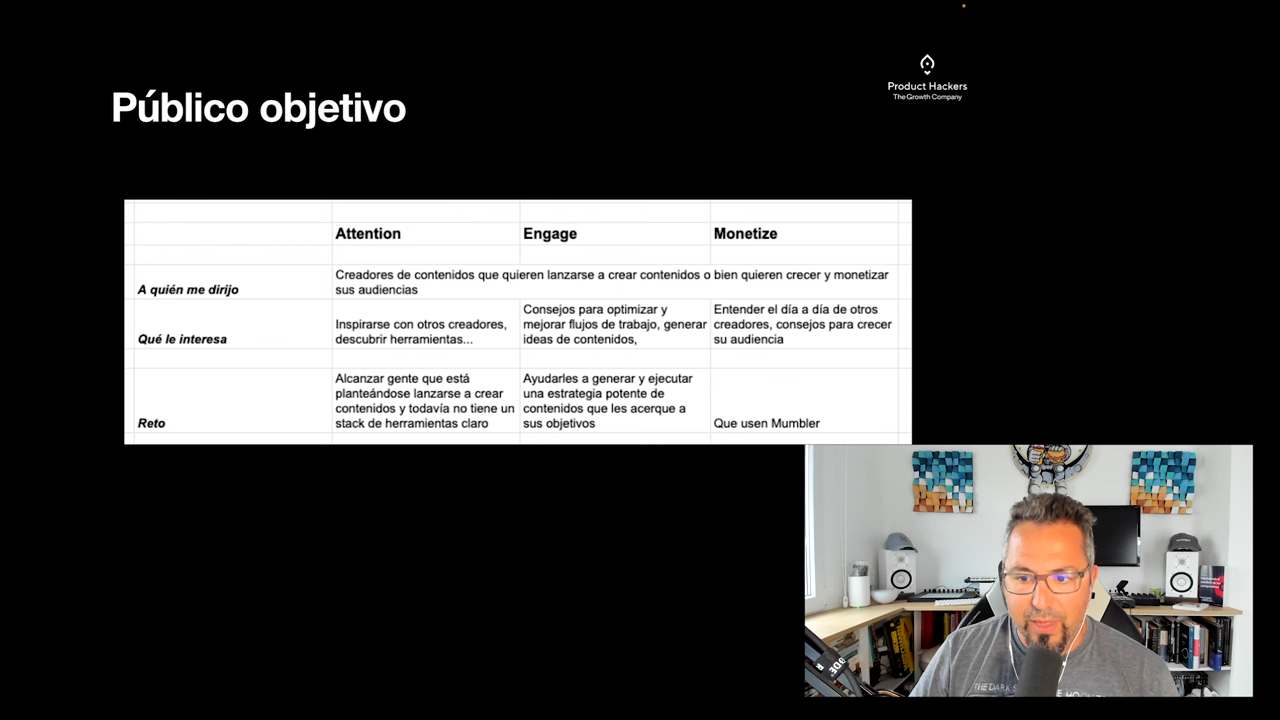 Product Hackers
The Growth Company
Público objetivo
Attention Engage Monetize
A quién me dirijo
Creadores de contenidos que quieren lanzarse a crear contenidos o bien quieren crecer y monetizar
sus audiencias
Qué le interesa
Inspirarse con otros creadores,
descubrir herramientas...
Consejos para optimizar y
mejorar flujos de trabajo, generar
ideas de contenidos,
Entender el día a día de otros
creadores, consejos para crecer
su audiencia
Reto
Alcanzar gente que está
planteándose lanzarse a crear
contenidos y todavía no tiene un
stack de herramientas claro
Ayudarles a generar y ejecutar
una estrategia potente de
contenidos que les acerque a
sus objetivos
Que usen Mumbler
THE DARK S